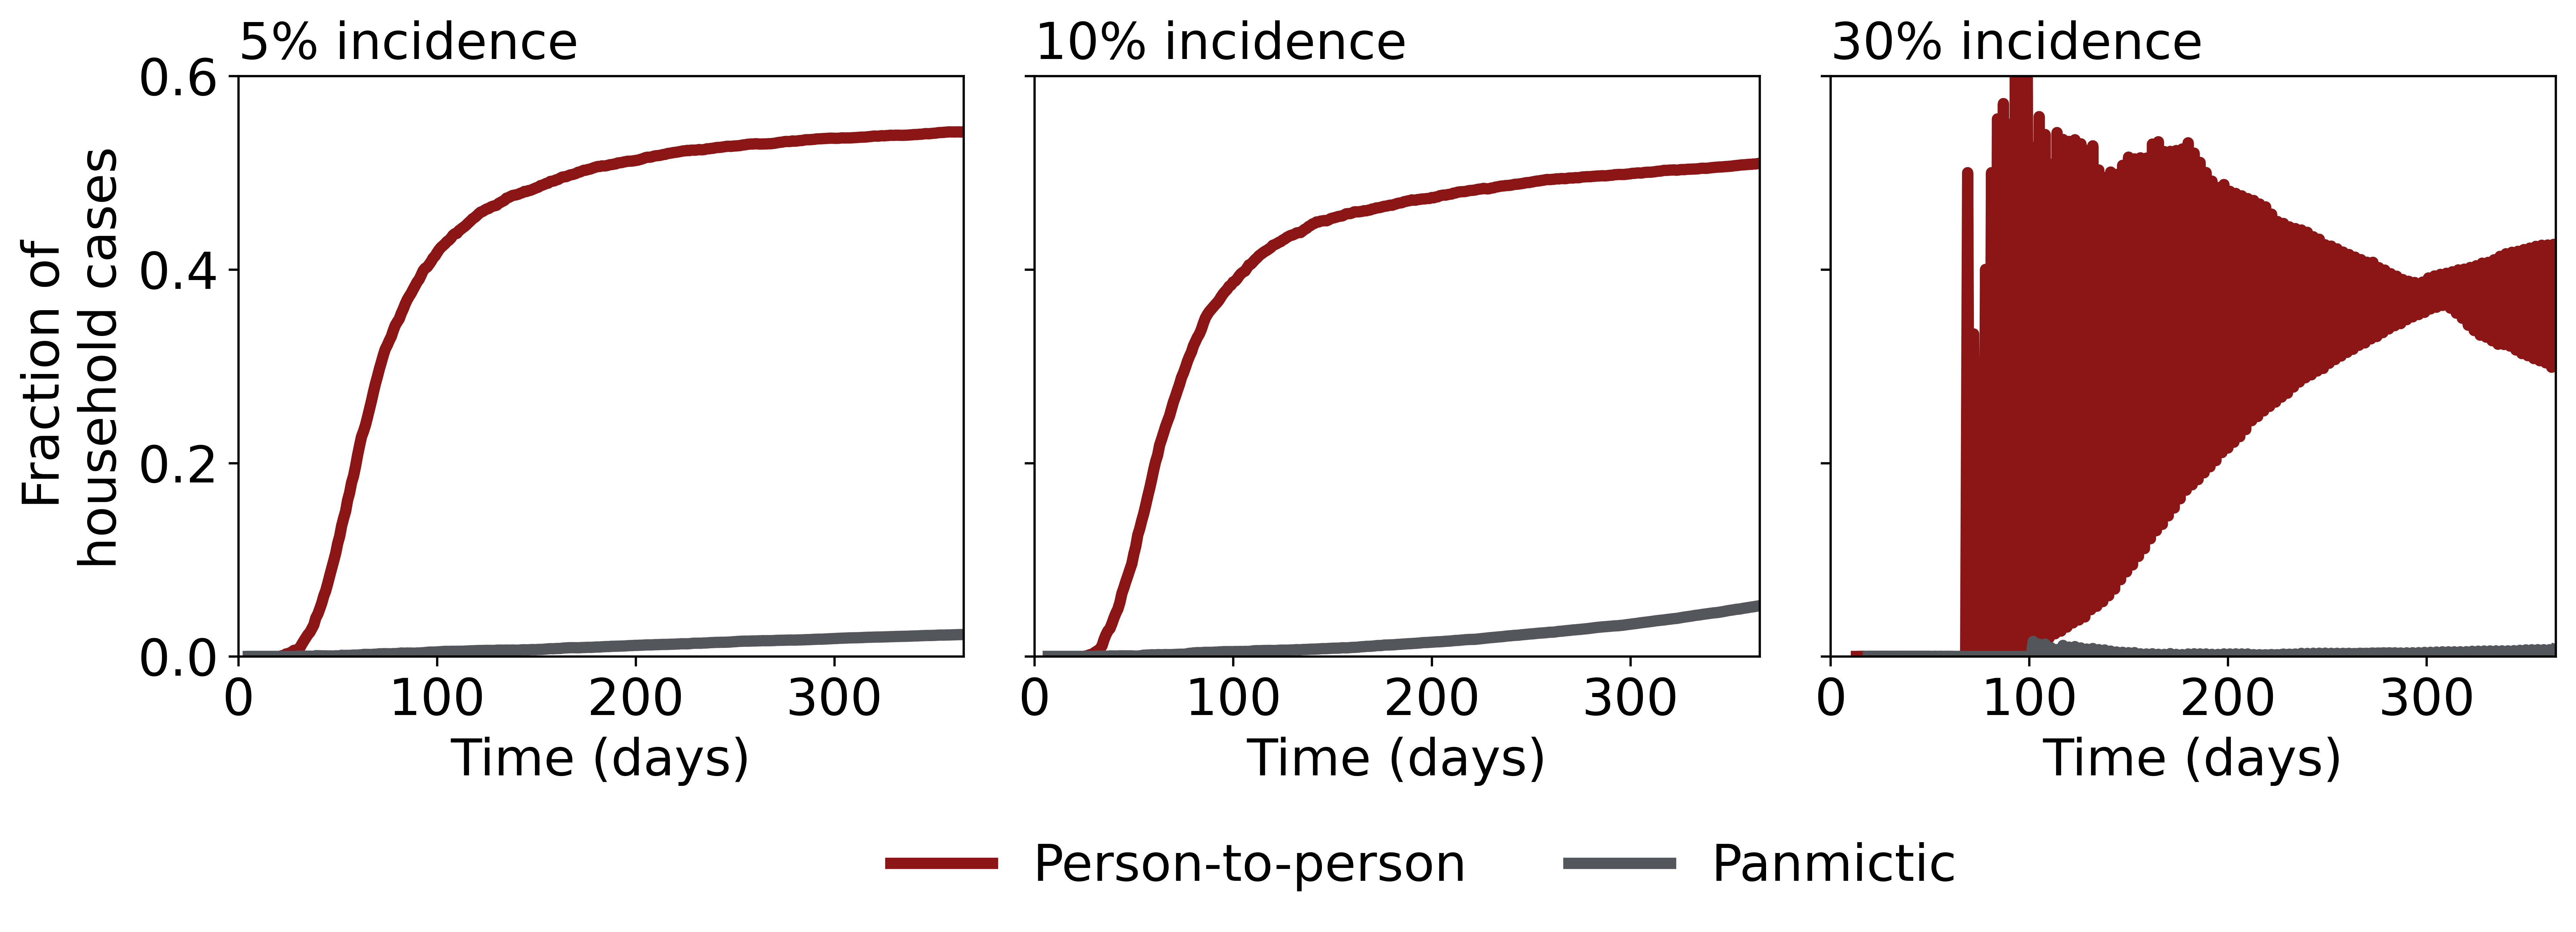 5% incidence
10% incidence
30% incidence
Fraction of
household cases
0.6
0.4
0.2
0.0
0 100 200 300
0 100 200 300
0 100 200 300
Time (days)
Time (days)
Time (days)
Person-to-person
Panmictic